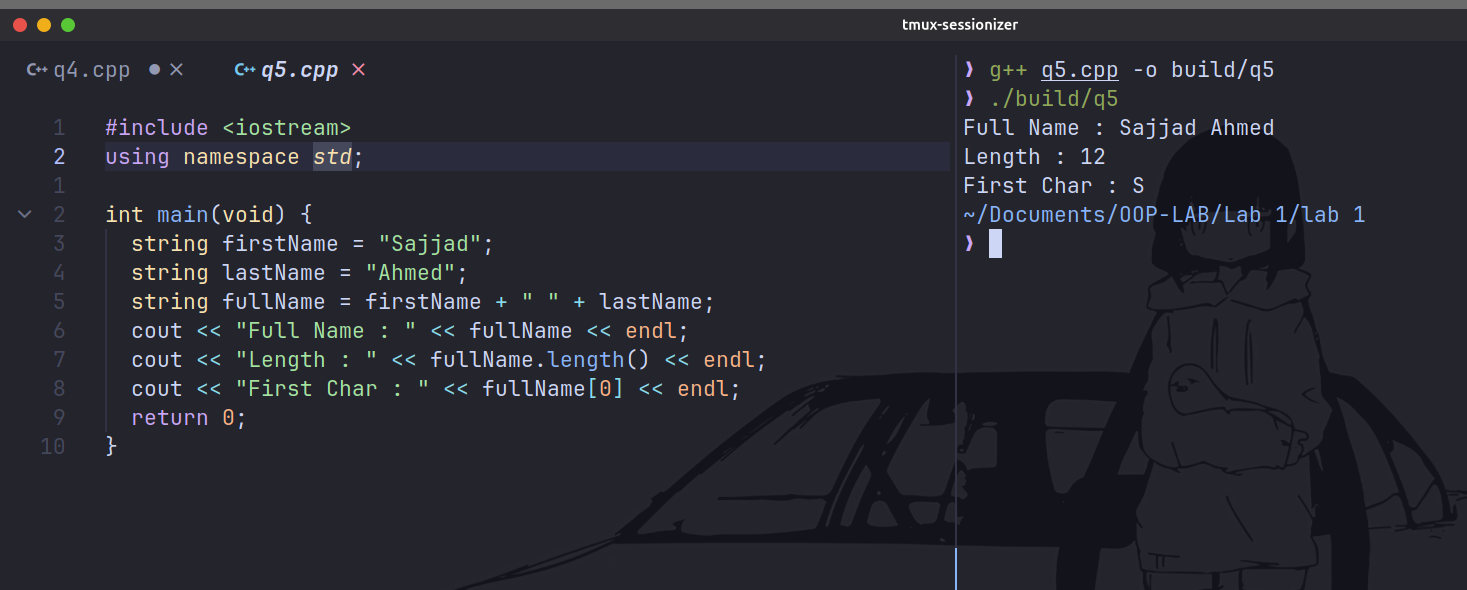 tmux-sessionizer
C++ q4.cpp ● ×
C++ q5.cpp ×
1 #include <iostream>
2 using namespace std;
1
2 int main(void) {
3 string firstName = "Sajjad";
4 string lastName = "Ahmed";
5 string fullName = firstName + " " + lastName;
6 cout << "Full Name : " << fullName << endl;
7 cout << "Length : " << fullName.length() << endl;
8 cout << "First Char : " << fullName[0] << endl;
9 return 0;
10 }
❯ g++ q5.cpp -o build/q5
❯ ./build/q5
Full Name : Sajjad Ahmed
Length : 12
First Char : S
~/Documents/OOP-LAB/Lab 1/lab 1
❯